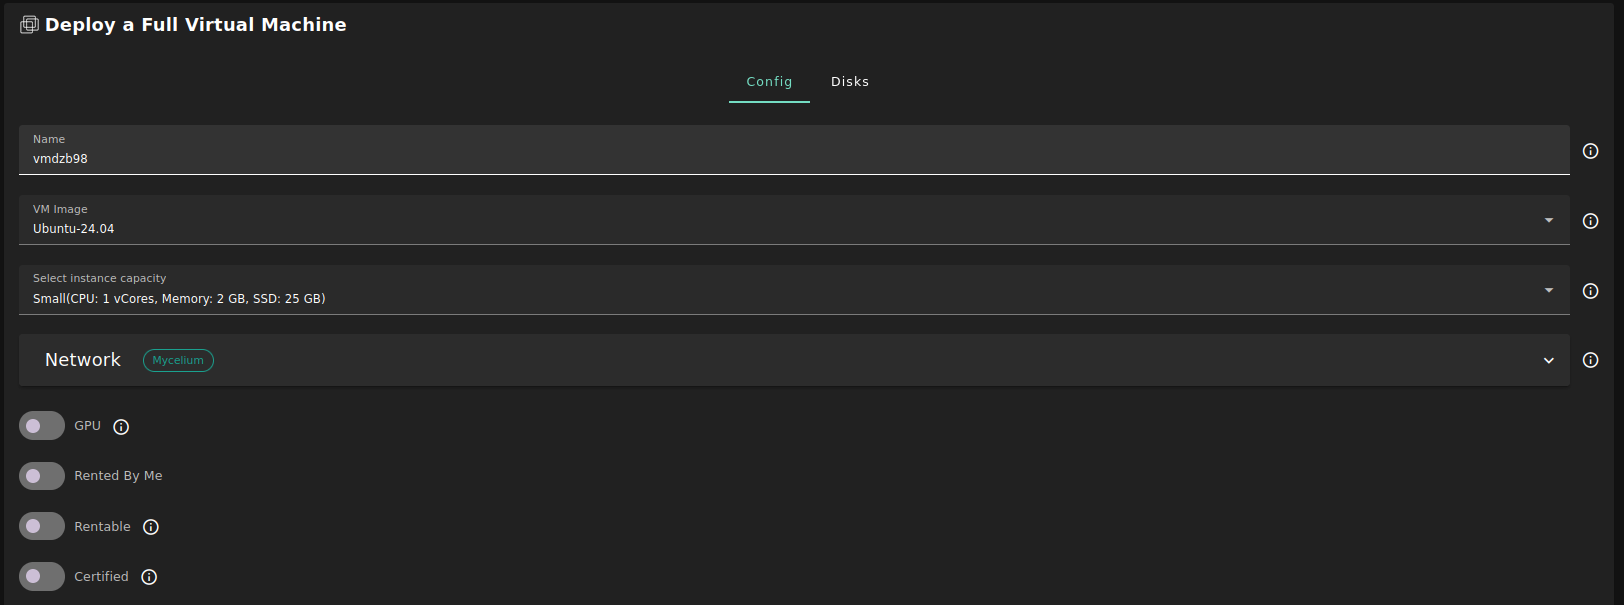 Deploy a Full Virtual Machine
Config Disks
Name
vmdzb98
VM Image
Ubuntu-24.04
Select instance capacity
Small(CPU: 1 vCores, Memory: 2 GB, SSD: 25 GB)
Network Mycelium
GPU
Rented By Me
Rentable
Certified